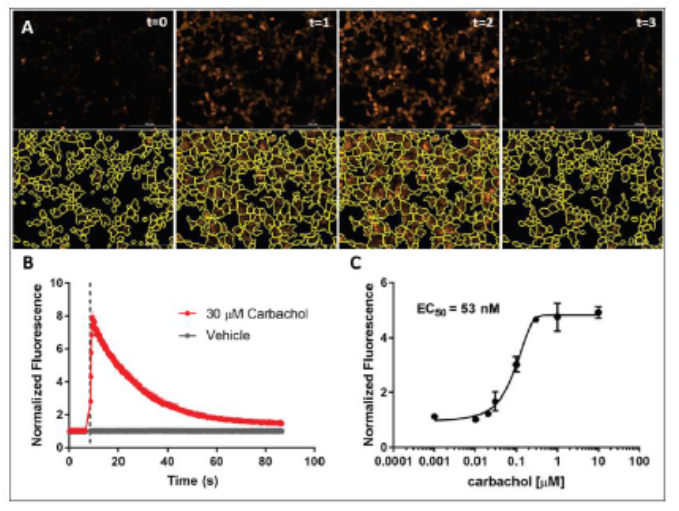 A
t=0
t=1
t=2
t=3
B
10
8
6
4
2
0
Normalized Fluorescence
30 μM Carbachol
Vehicle
0
20
40
60
80
100
Time (s)
C
6
4
2
0
Normalized Fluorescence
EC₅₀ = 53 nM
0.0001
0.001
0.01
0.1
1
10
100
carbachol [μM]